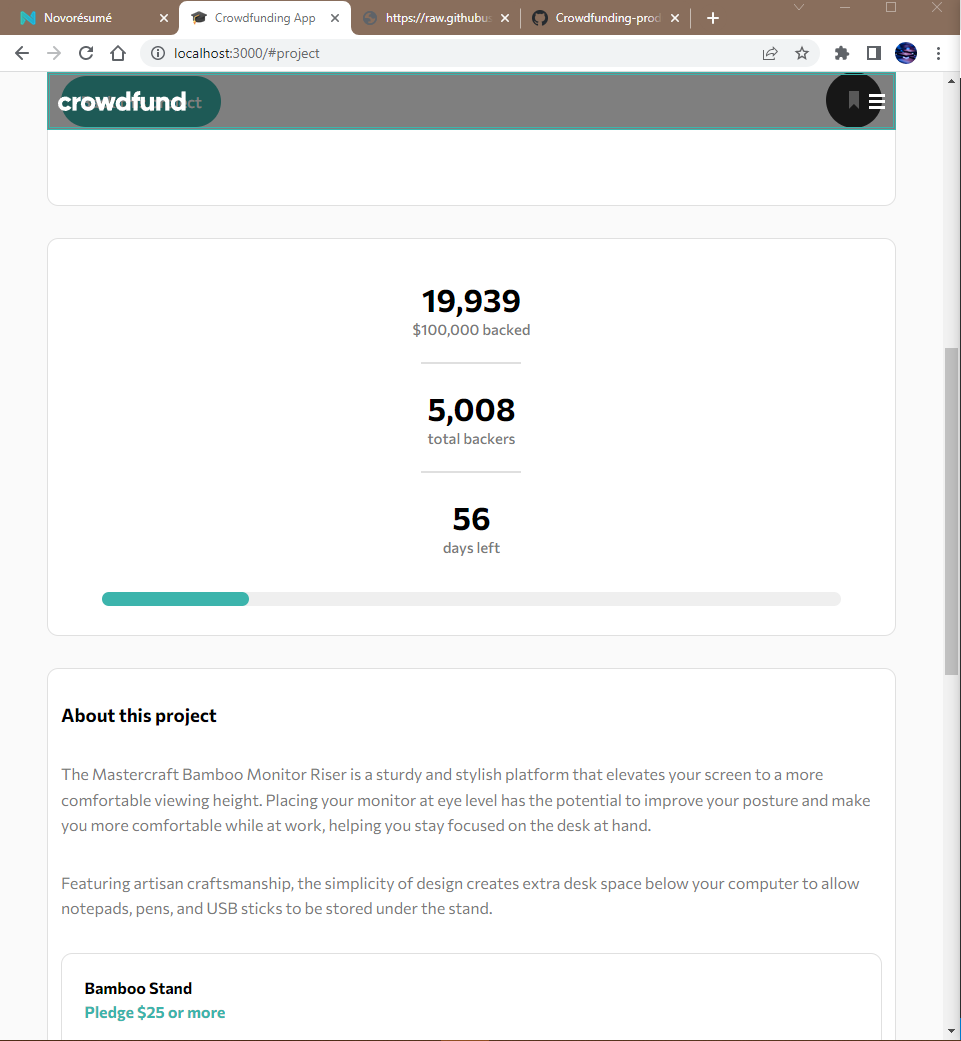 Novorésumé
Crowdfunding App
https://raw.githubus
Crowdfunding-prod
localhost:3000/#project
crowdfund
ct
19,939
$100,000 backed
5,008
total backers
56
days left
About this project
The Mastercraft Bamboo Monitor Riser is a sturdy and stylish platform that elevates your screen to a more
comfortable viewing height. Placing your monitor at eye level has the potential to improve your posture and make
you more comfortable while at work, helping you stay focused on the desk at hand.
Featuring artisan craftsmanship, the simplicity of design creates extra desk space below your computer to allow
notepads, pens, and USB sticks to be stored under the stand.
Bamboo Stand
Pledge $25 or more